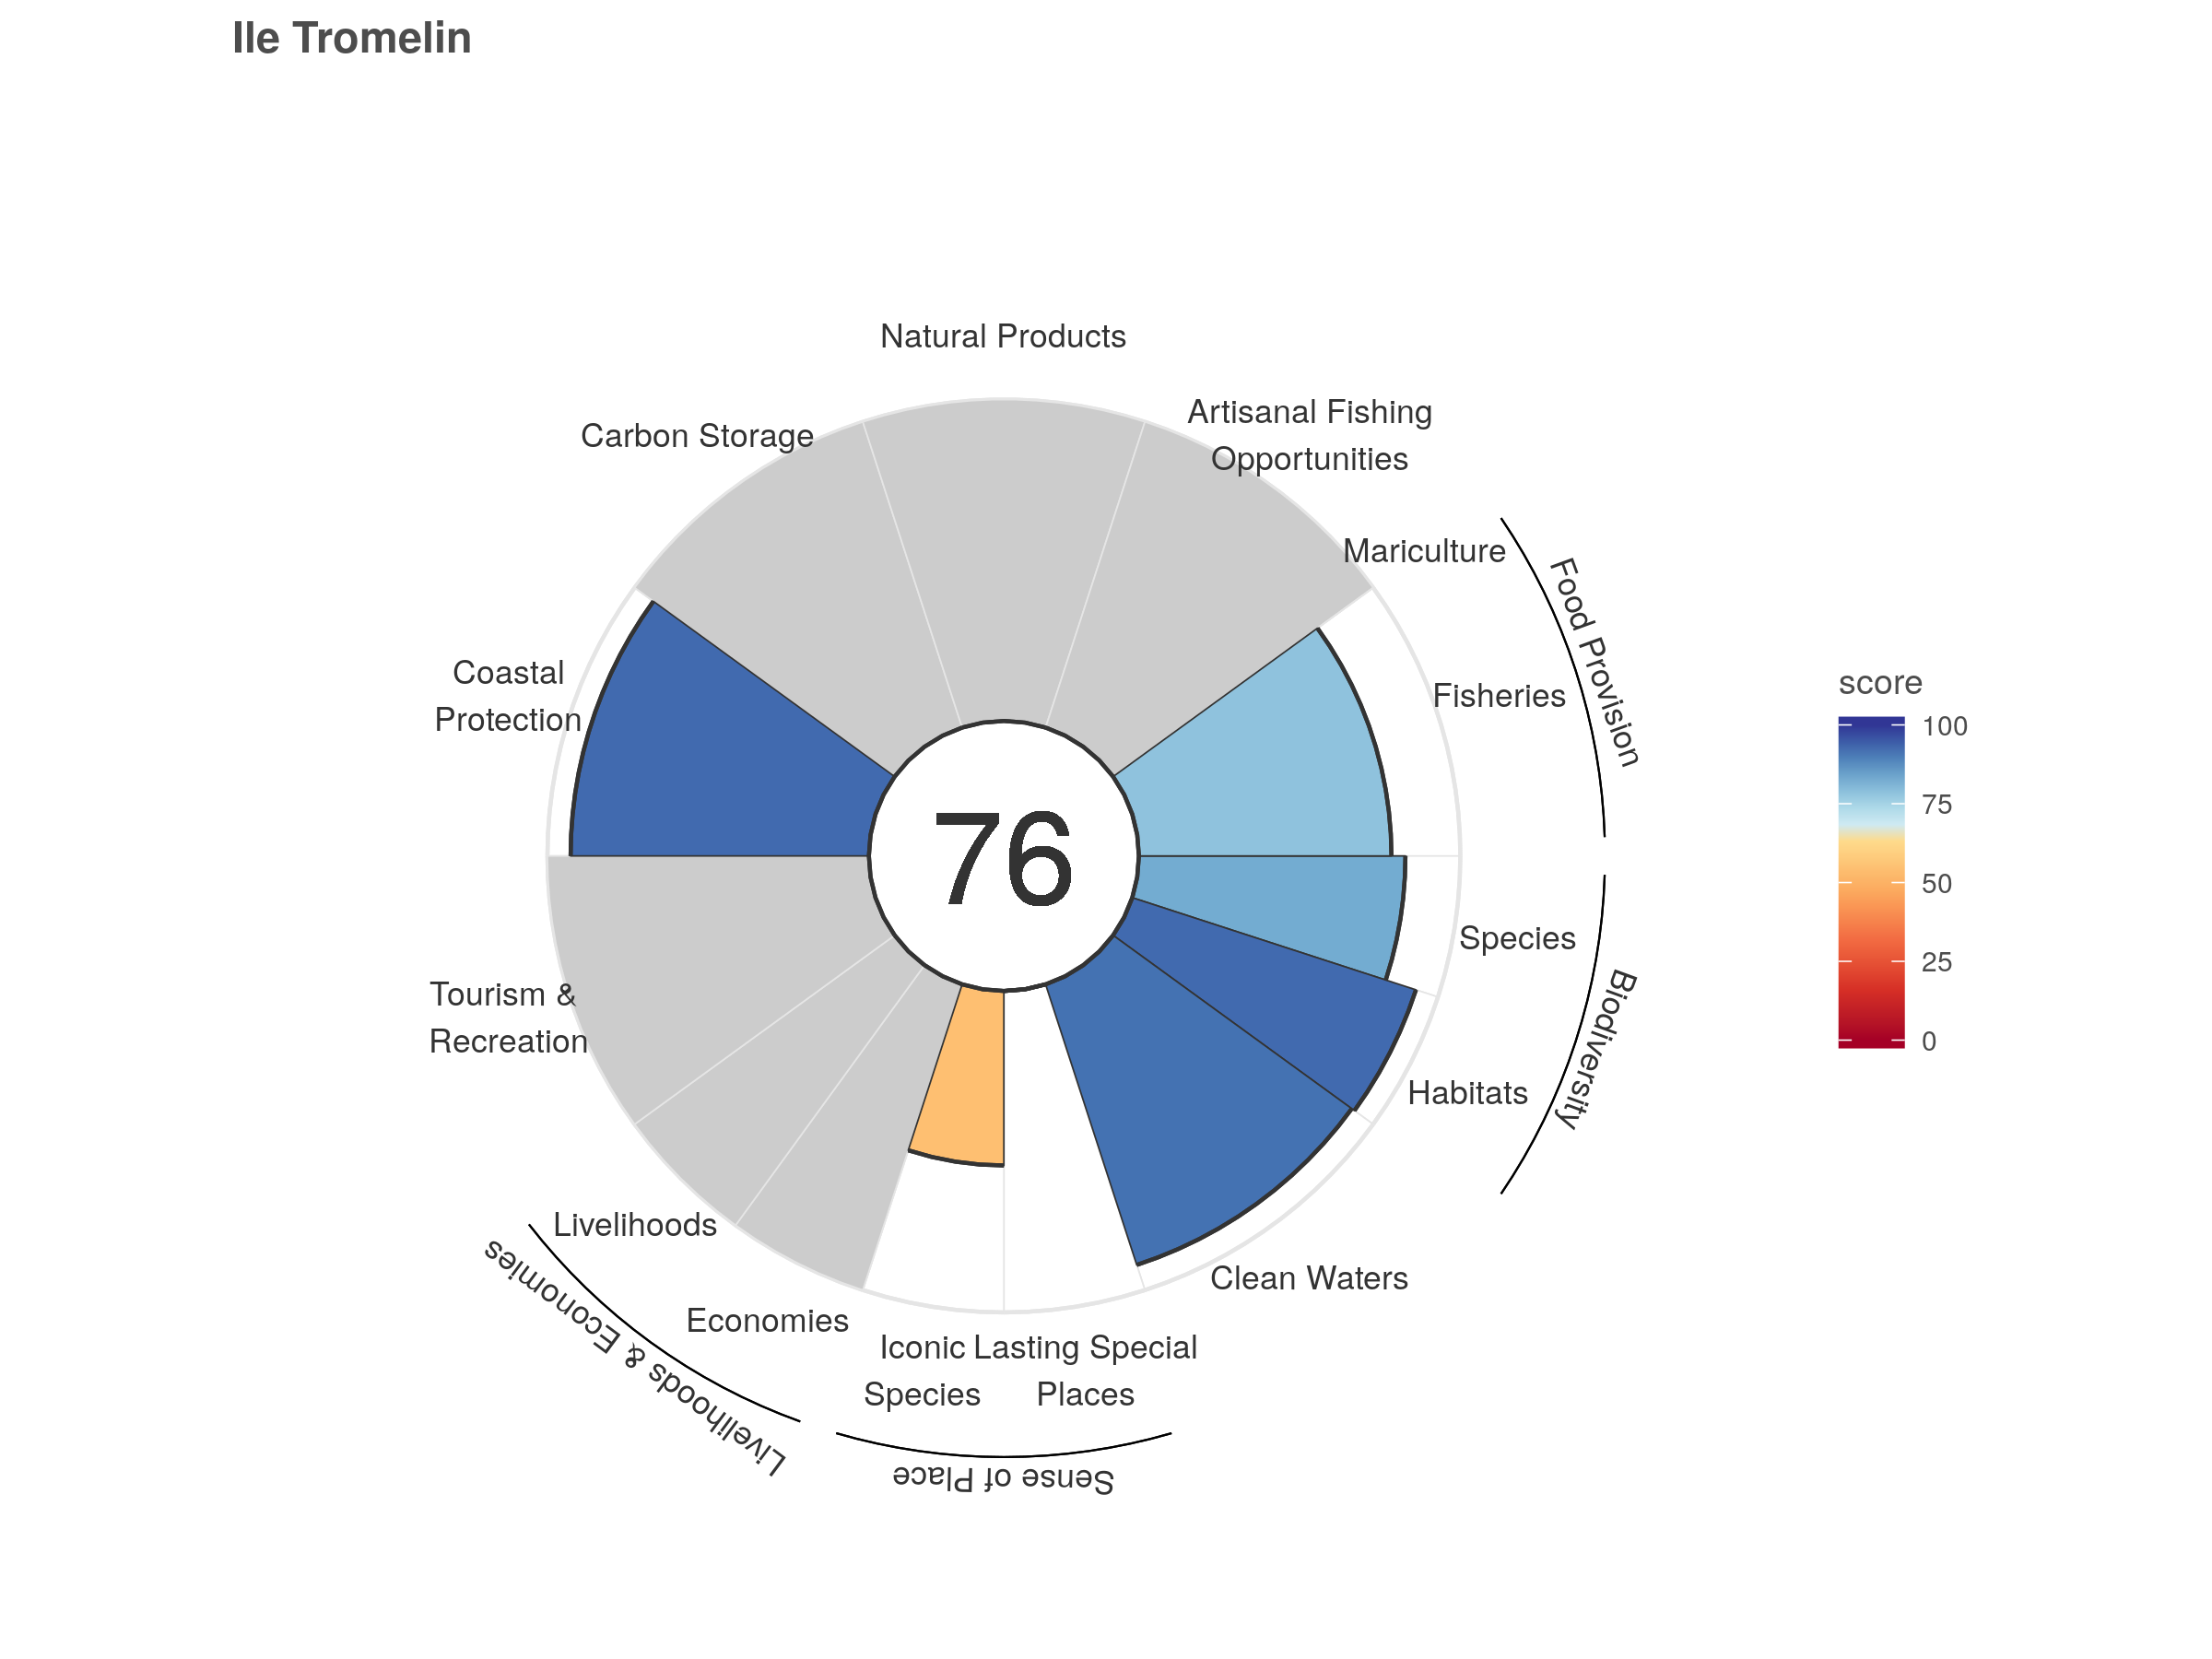 Ile Tromelin
Natural Products
Artisanal Fishing
Opportunities
Carbon Storage
Mariculture
Food Provision
Fisheries
Coastal
Protection
76
score
100
75
50
25
0
Species
Biodiversity
Habitats
Tourism &
Recreation
Livelihoods
Livelihoods & Economies
Economies
Clean Waters
Iconic
Species
Lasting Special
Places
Sense of Place